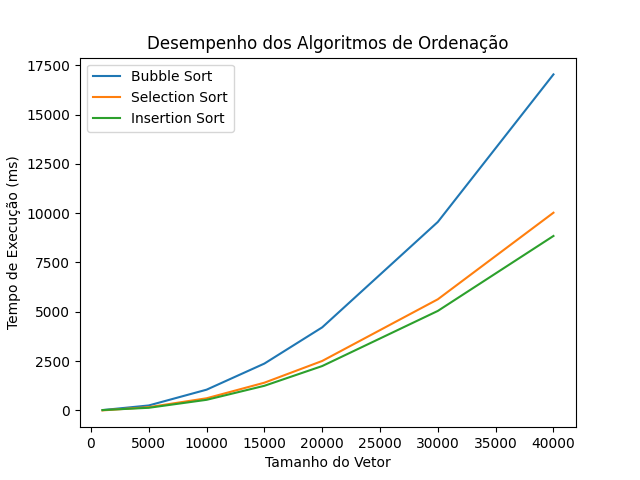 Desempenho dos Algoritmos de Ordenação
Bubble Sort
Selection Sort
Insertion Sort
Tempo de Execução (ms)
17500
15000
12500
10000
7500
5000
2500
0
0 5000 10000 15000 20000 25000 30000 35000 40000
Tamanho do Vetor